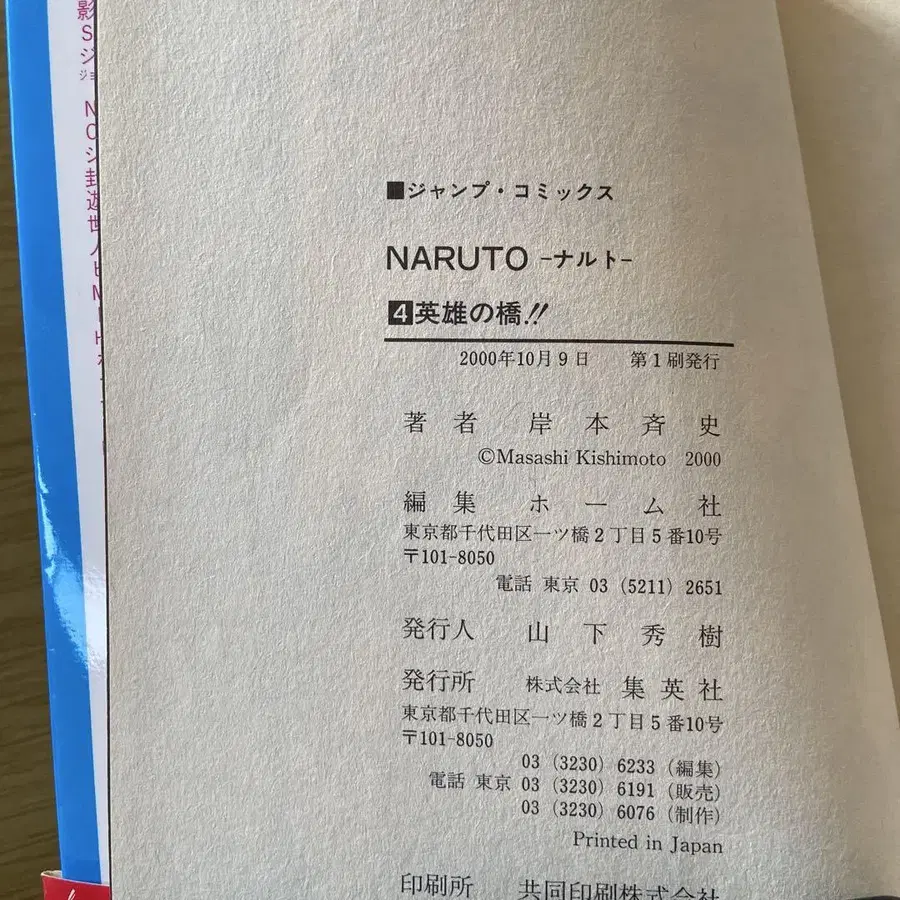 ■ジャンプ・コミックス
NARUTO -ナルト-
4英雄の橋!!
2000年10月9日 第1刷発行
著者 岸本斉史
©Masashi Kishimoto 2000
編集 ホーム社
東京都千代田区一ツ橋2丁目5番10号
〒101-8050
電話 東京 03 (5211) 2651
発行人 山下秀樹
発行所 株式会社 集英社
東京都千代田区一ツ橋2丁目5番10号
〒101-8050
03 (3230) 6233 (編集)
電話 東京 03 (3230) 6191 (販売)
03 (3230) 6076 (制作)
Printed in Japan
印刷所 共同印刷株式会社